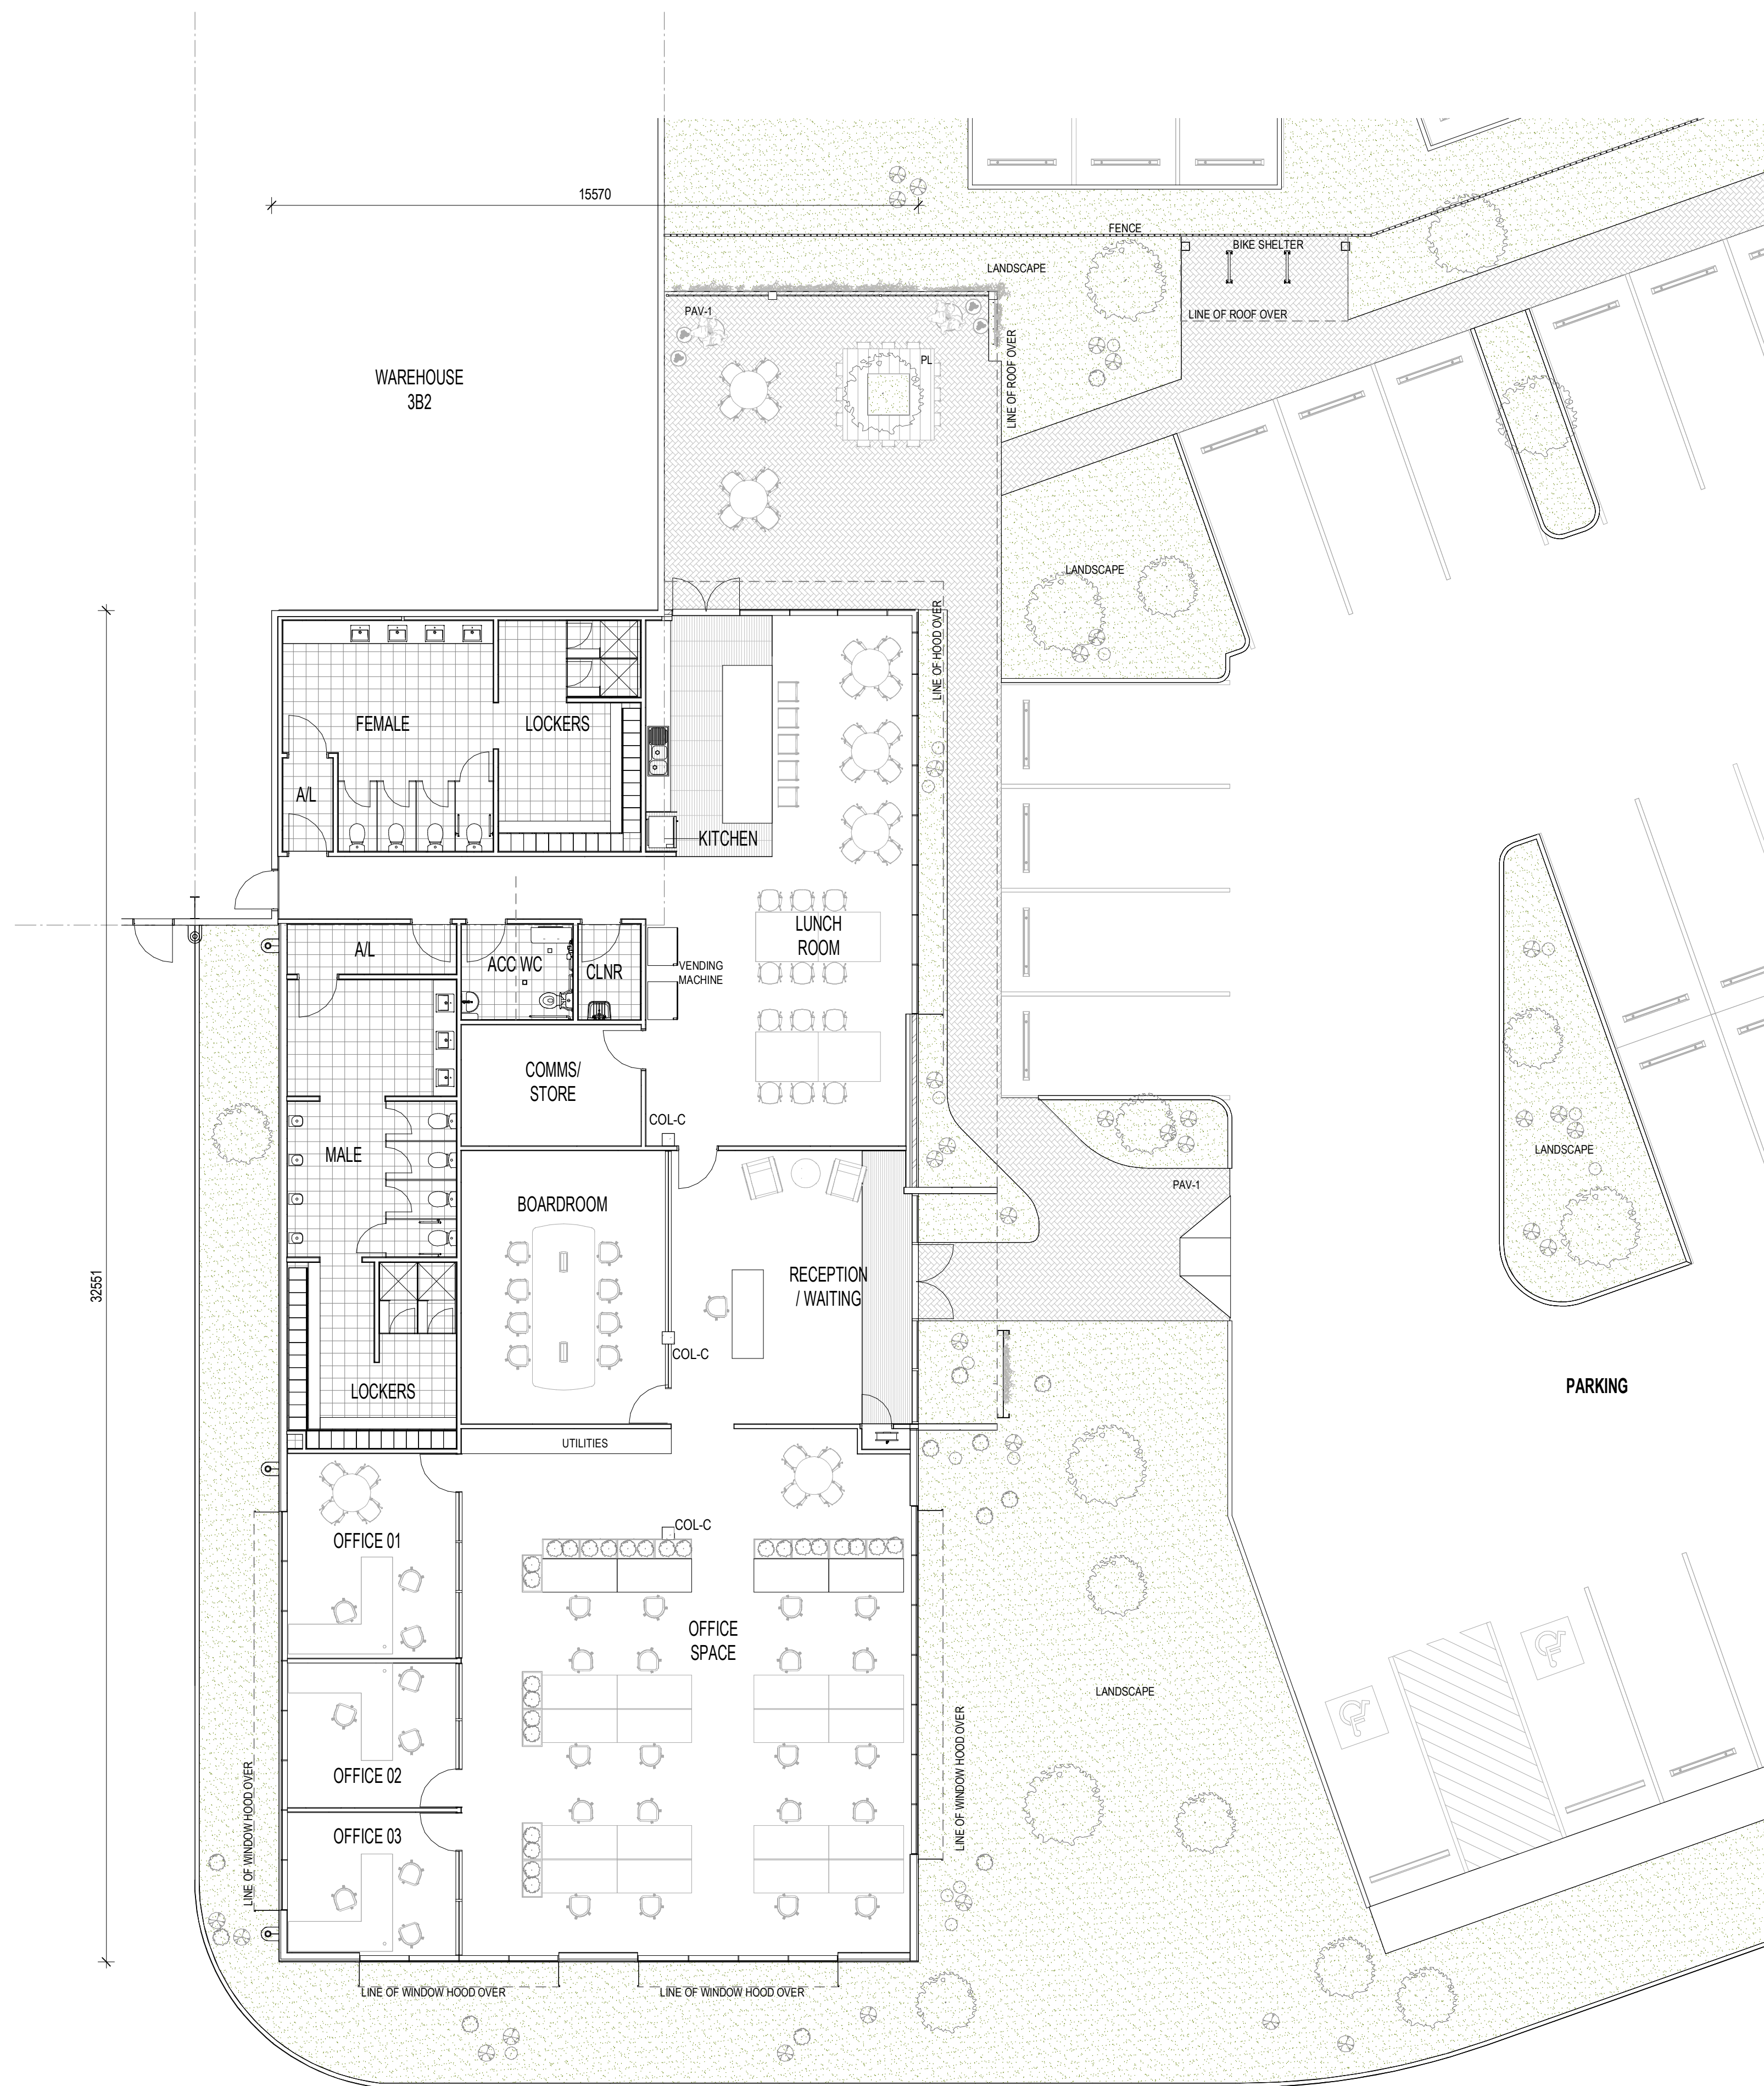 15570
FENCE
BIKE SHELTER
LANDSCAPE
PAV-1
LINE OF ROOF OVER
LINE OF ROOF OVER
PL
WAREHOUSE
3B2
LANDSCAPE
LINE OF HOOD OVER
FEMALE
LOCKERS
A/L
KITCHEN
LUNCH
ROOM
A/L
ACC WC
CLNR
VENDING
MACHINE
COMMS/
STORE
COL-C
MALE
LANDSCAPE
PAV-1
BOARDROOM
RECEPTION
/ WAITING
32551
COL-C
LOCKERS
PARKING
UTILITIES
OFFICE 01
COL-C
OFFICE
SPACE
LANDSCAPE
OFFICE 02
LINE OF WINDOW HOOD OVER
LINE OF WINDOW HOOD OVER
OFFICE 03
LINE OF WINDOW HOOD OVER
LINE OF WINDOW HOOD OVER